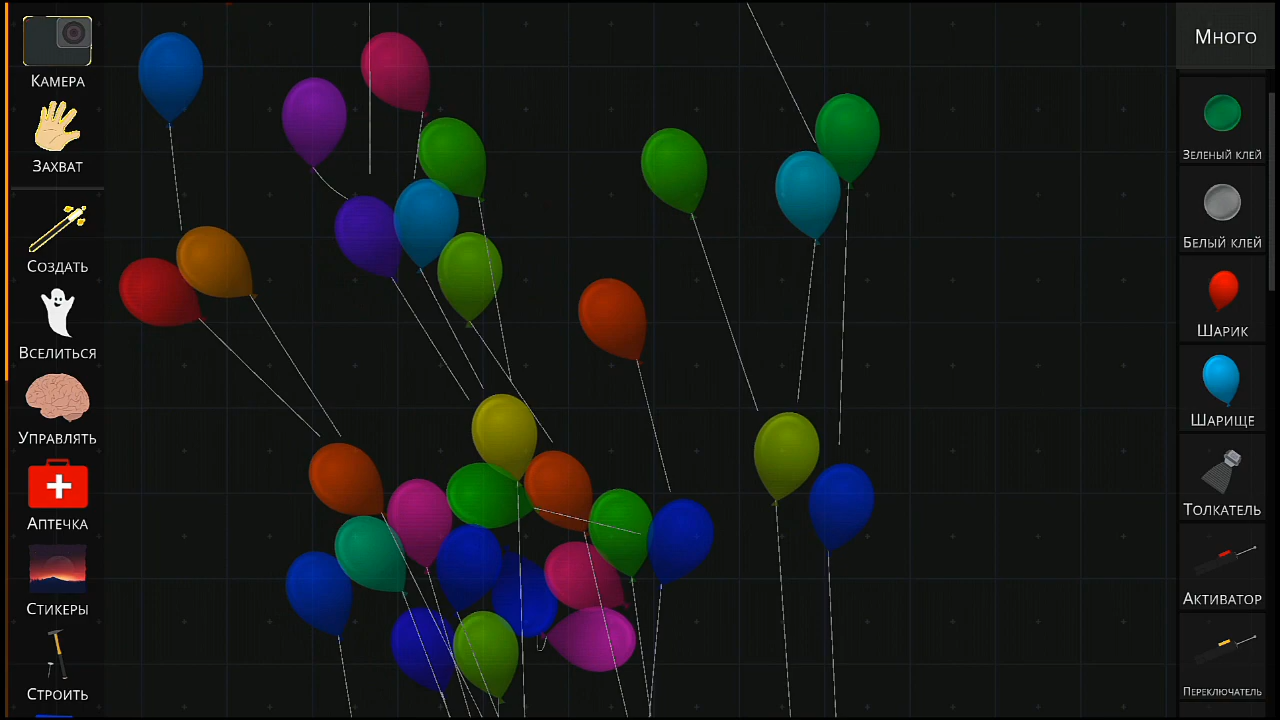 Камера
Захват
Создать
Вселиться
Управлять
Аптечка
Стикеры
Строить
Много
Зеленый клей
Белый клей
Шарик
Шарище
Толкатель
Активатор
Переключатель